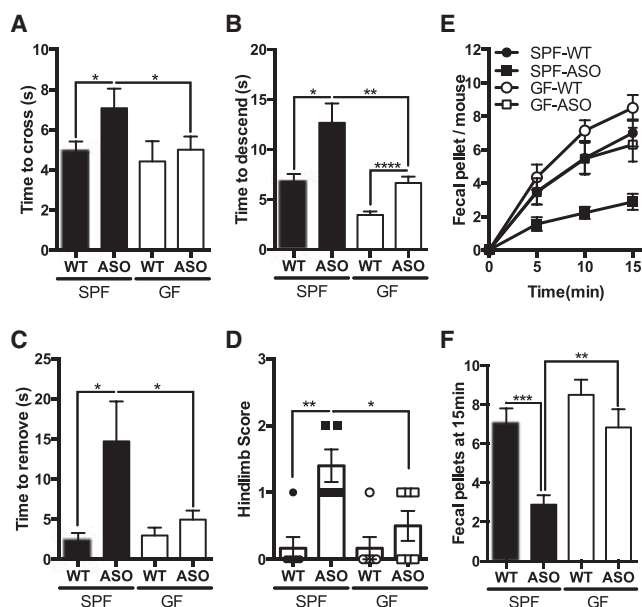 A
Time to cross (s)
10
8
6
4
2
0
*
*
WT ASO WT ASO
SPF GF
B
Time to descend (s)
20
15
10
5
0
*
**
****
WT ASO WT ASO
SPF GF
E
Fecal pellet / mouse
12
10
8
6
4
2
0
SPF-WT
SPF-ASO
GF-WT
GF-ASO
0 5 10 15
Time(min)
C
Time to remove (s)
25
20
15
10
5
0
*
*
WT ASO WT ASO
SPF GF
D
Hindlimb Score
3
2
1
0
**
*
WT ASO WT ASO
SPF GF
F
Fecal pellets at 15min
10
8
6
4
2
0
***
**
WT ASO WT ASO
SPF GF